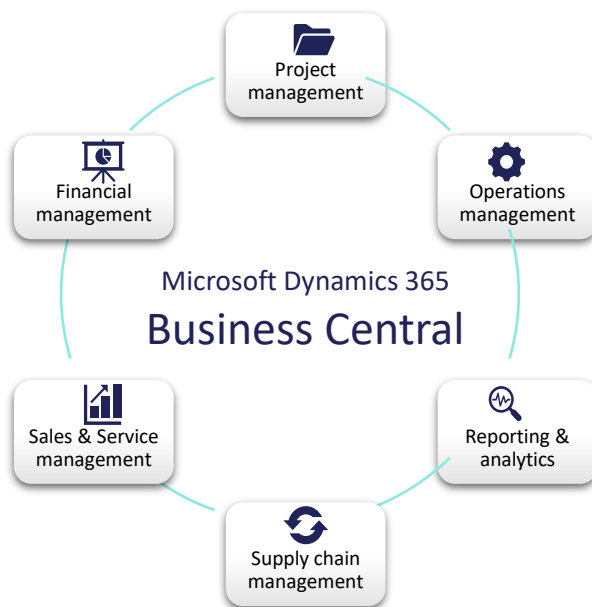 Project
management
Financial
management
Operations
management
Microsoft Dynamics 365
Business Central
Sales & Service
management
Reporting &
analytics
Supply chain
management